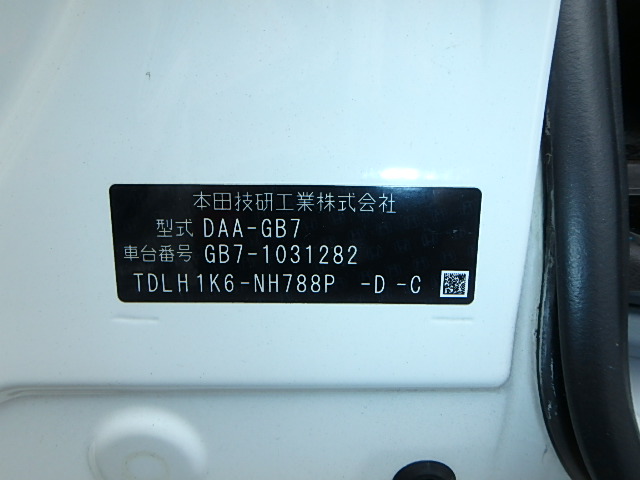 本田技研工業株式会社
型式 DAA-GB7
車台番号 GB7-1031282
TDLH1K6-NH788P -D-C